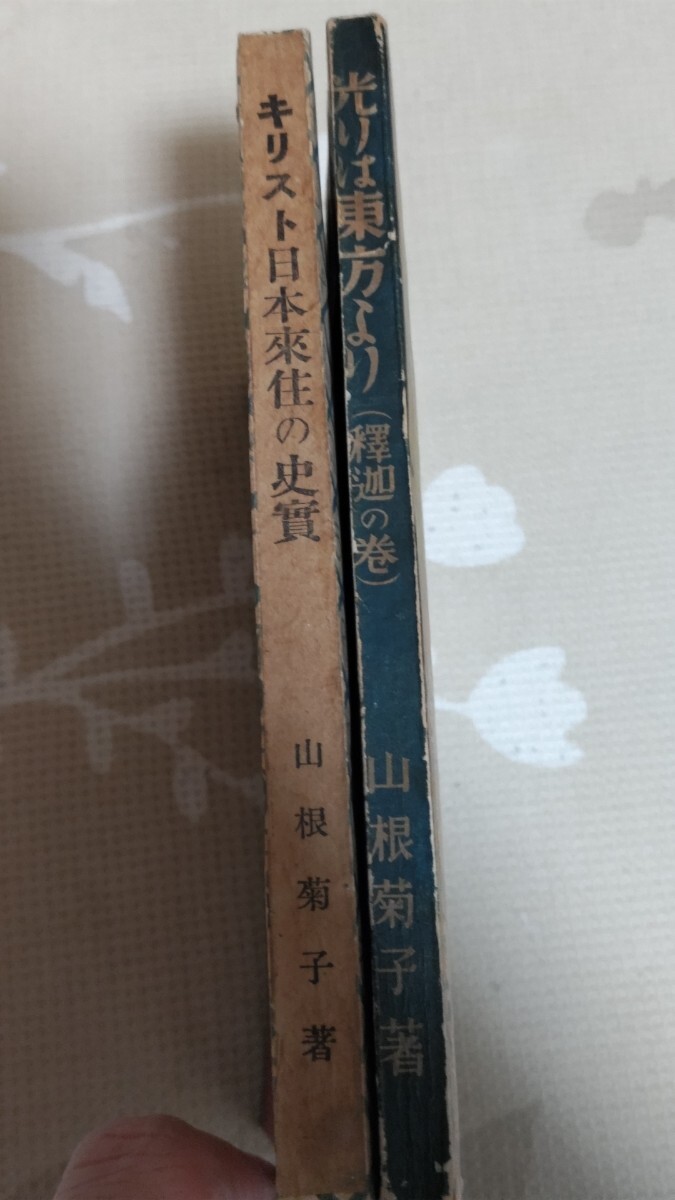 光りは東方より（釋迦の巻）
山根菊子著
キリスト日本來住の史實
山根菊子著